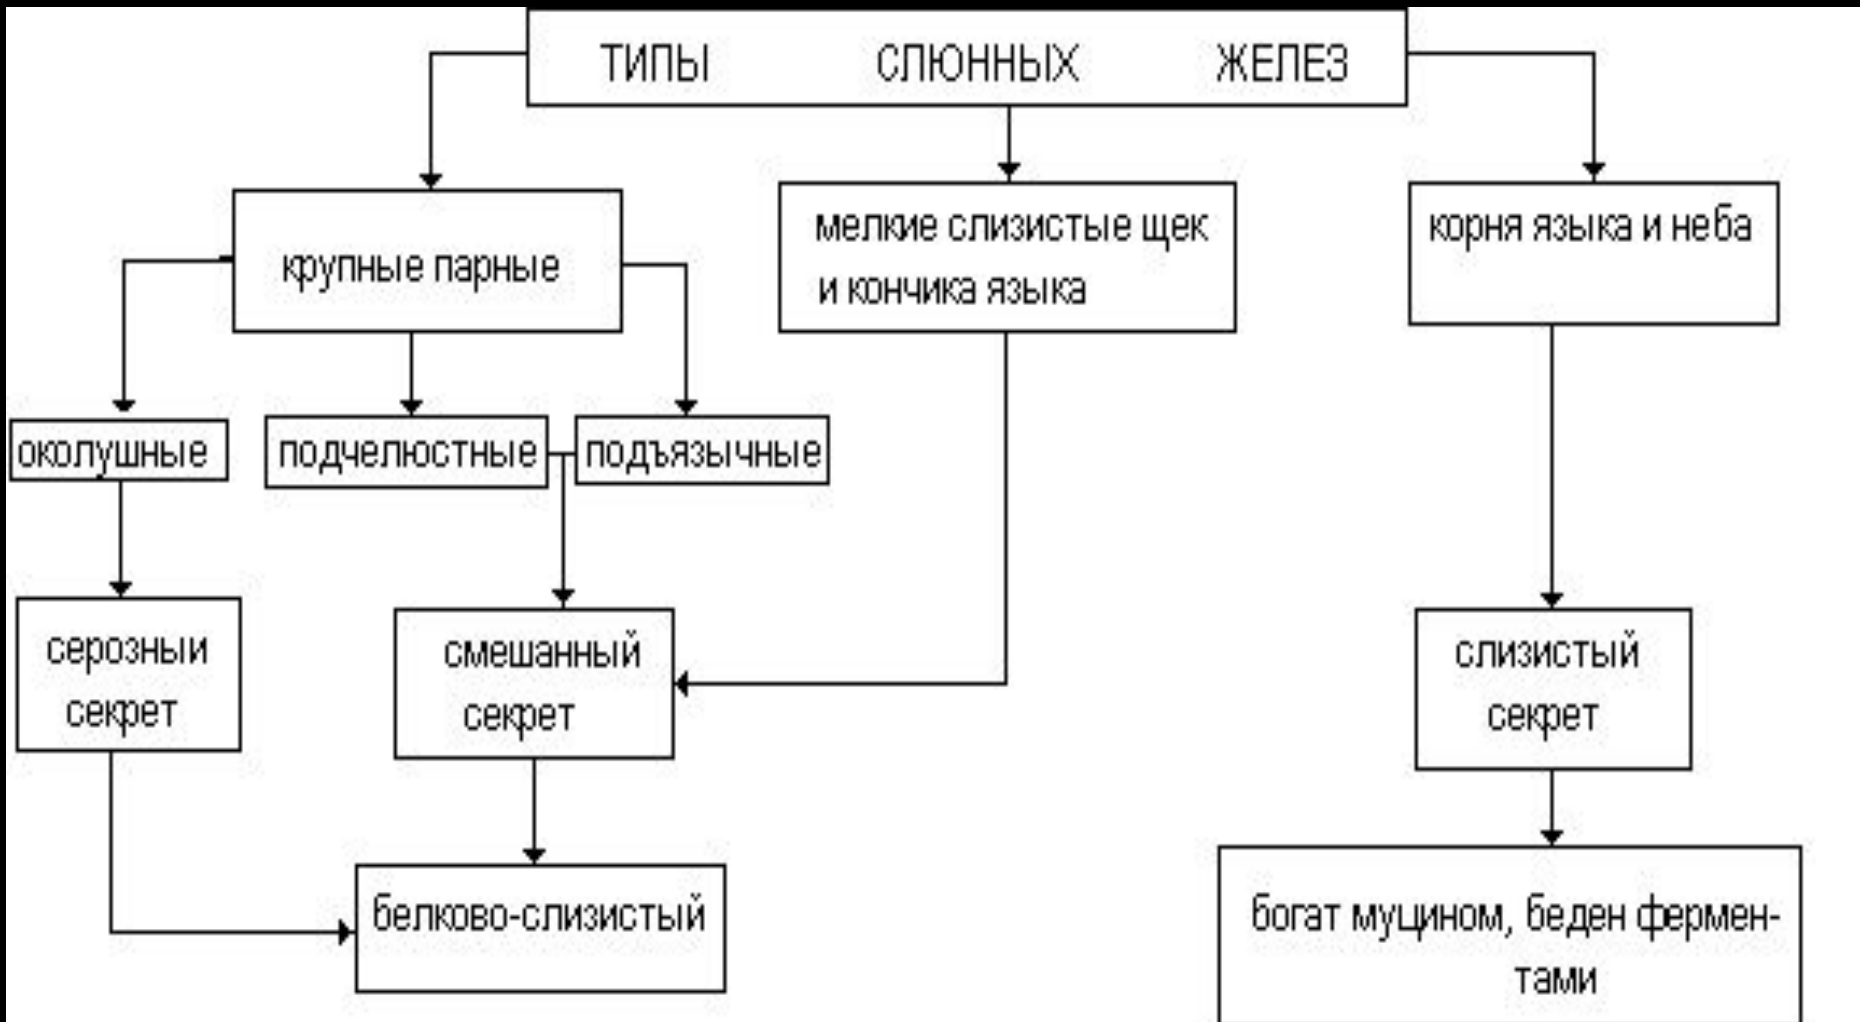 ТИПЫ СЛЮННЫХ ЖЕЛЕЗ
крупные парные
мелкие слизистые щек
и кончика языка
корня языка и неба
околушные
подчелюстные
подъязычные
серозныи
секрет
смешанный
секрет
слизистый
секрет
белково-слизистый
богат муцином, беден фермен-
тами